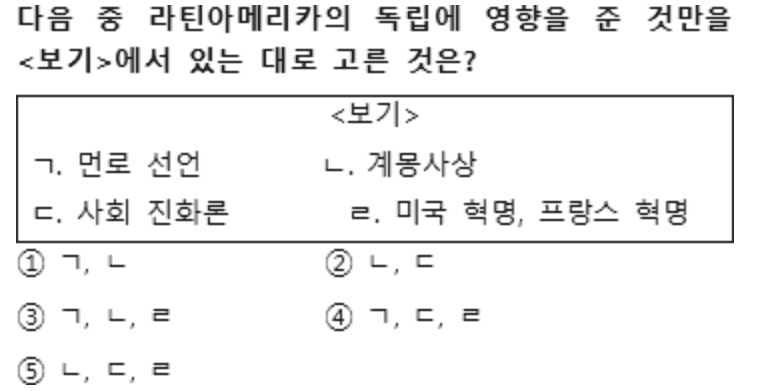 다음 중 라틴아메리카의 독립에 영향을 준 것만을
<보기>에서 있는 대로 고른 것은?
<보기>
ㄱ. 먼로 선언 ㄴ. 계몽사상
ㄷ. 사회 진화론 ㄹ. 미국 혁명, 프랑스 혁명
① ㄱ, ㄴ ② ㄴ, ㄷ
③ ㄱ, ㄴ, ㄹ ④ ㄱ, ㄷ, ㄹ
⑤ ㄴ, ㄷ, ㄹ